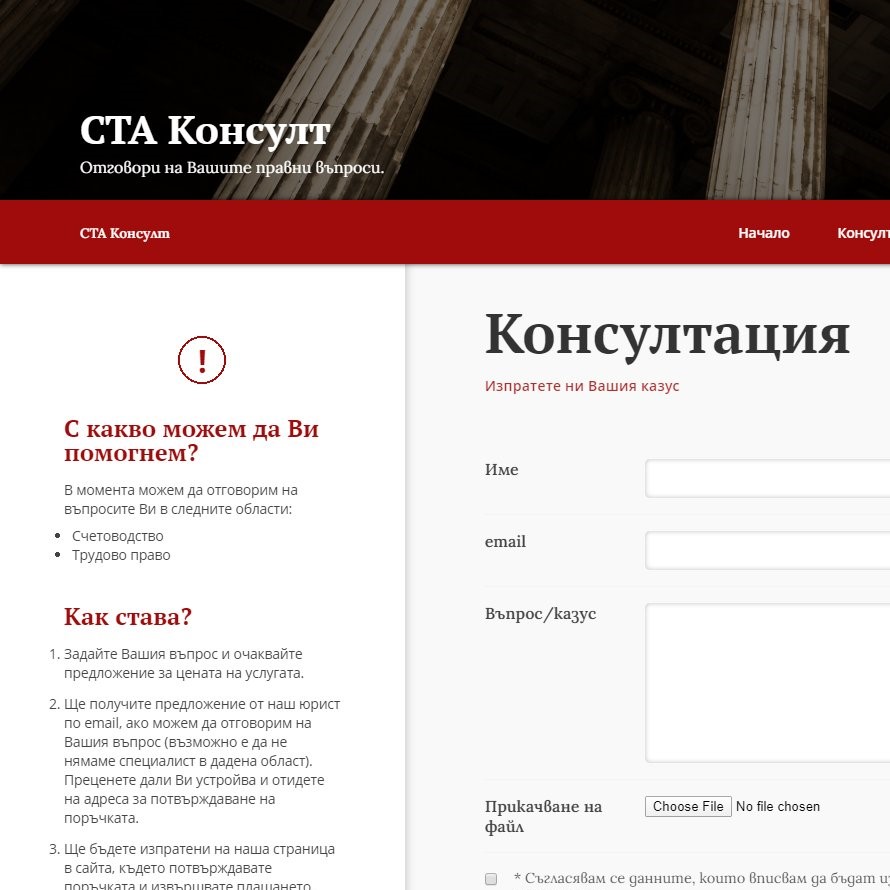 СТА Консулт
Отговори на Вашите правни въпроси.
СТА Консулт
Начало
!
С какво можем да Ви
помогнем?
В момента можем да отговорим на
въпросите Ви в следните области:
Счетоводство
Трудово право
Как става?
1. Задайте Вашия въпрос и очаквайте
предложение за цената на услугата.
2. Ще получите предложение от наш юрист
по email, ако можем да отговорим на
Вашия въпрос (възможно е да не
нямаме специалист в дадена област).
Преценете дали Ви устройва и отидете
на адреса за потвърждаване на
поръчката.
3. Ще бъдете изпратени на наша страница
в сайта, където потвърждавате
поръчката и извършвате плащането
Консултация
Изпратете ни Вашия казус
Име
email
Въпрос/казус
Прикачване на
файл
Choose File No file chosen
* Съгласявам се данните, които вписвам да бъдат